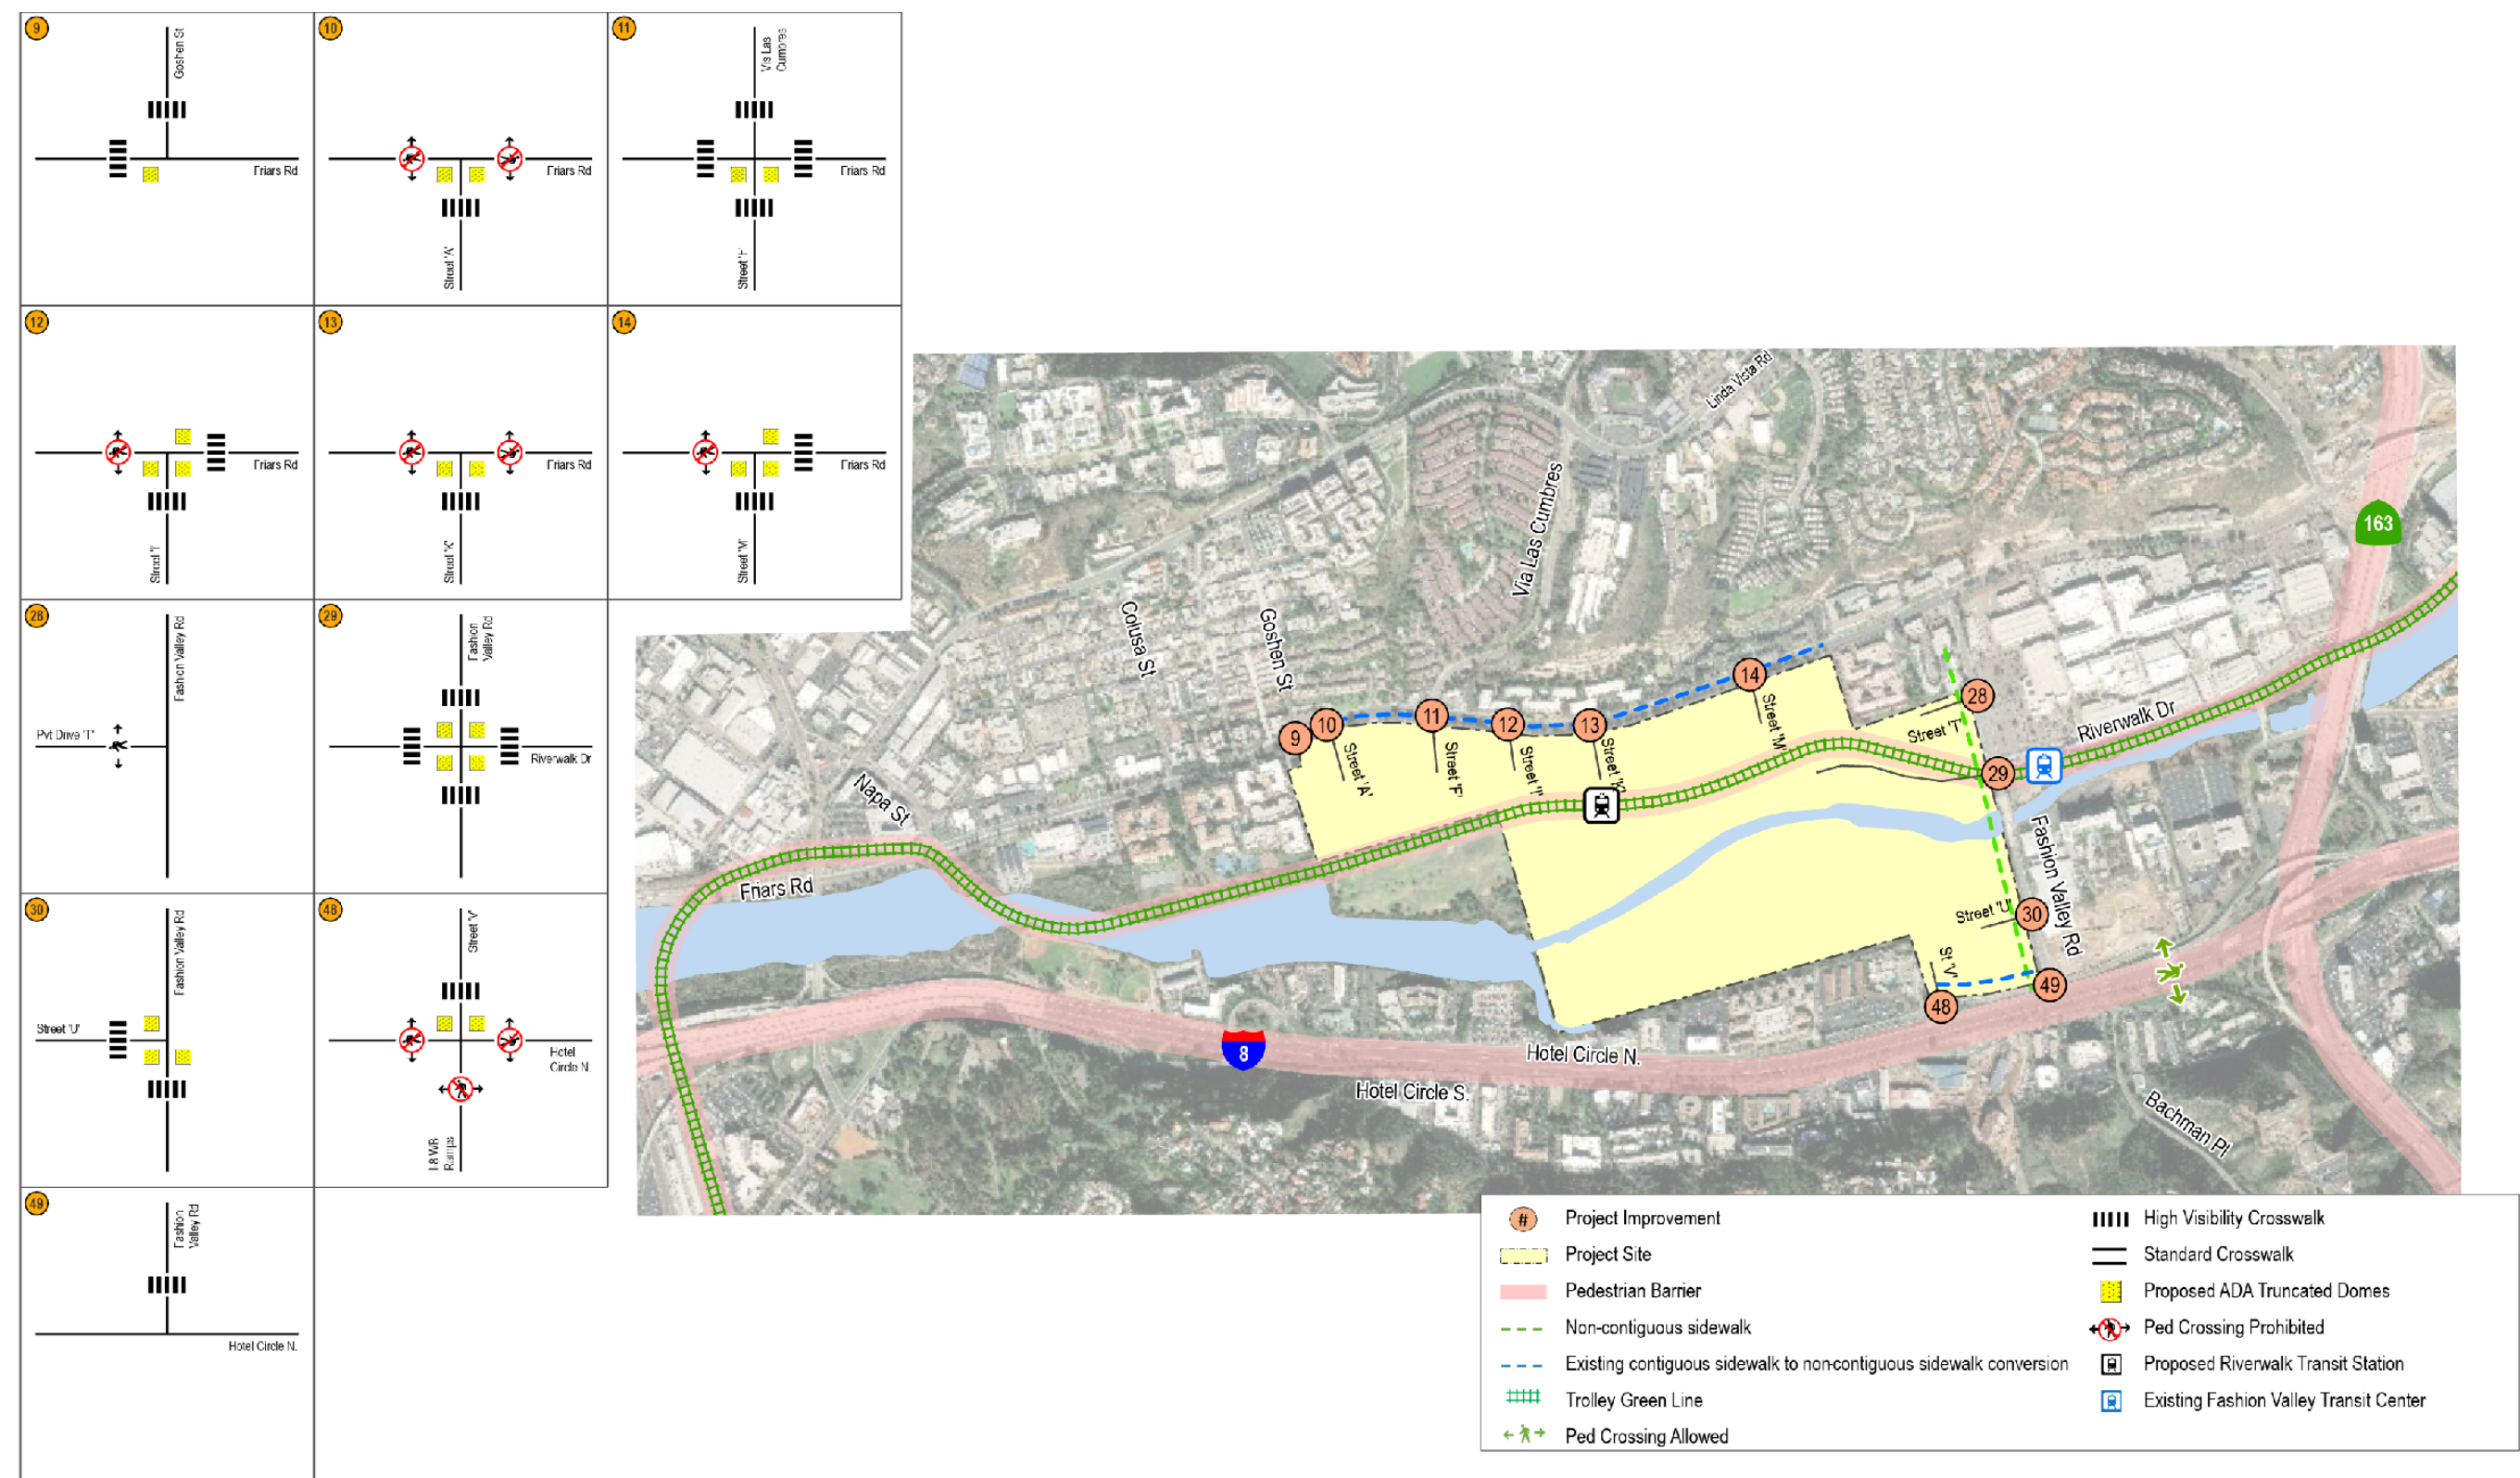 9
Goshen St
Friars Rd
10
Friars Rd
Street 'A'
11
Vis Las
Cumbres
Friars Rd
Street 'F'
12
Friars Rd
Street 'I'
13
Friars Rd
Street 'K'
14
Friars Rd
Street 'M'
28
Fashion Valley Rd
Pvt Drive 'T'
29
Fashion
Valley Rd
Riverwalk Dr
30
Fashion Valley Rd
Street 'U'
48
Street 'V'
Hotel
Circle N.
I-8 WB
Ramps
49
Fashion
Valley Rd
Hotel Circle N.
Linda Vista Rd
Via Las Cumbres
163
Colusa St
Goshen St
14
28
9
10
11
12
13
Street 'A'
Street 'F'
Street 'I'
Street 'K'
Street 'M'
Street 'T'
Riverwalk Dr
29
Napa St
Friars Rd
Fashion Valley Rd
Street 'U'
30
St 'V'
48
49
8
Hotel Circle N.
Hotel Circle S.
Bachman Pl
# Project Improvement
Project Site
Pedestrian Barrier
Non-contiguous sidewalk
Existing contiguous sidewalk to non-contiguous sidewalk conversion
Trolley Green Line
Ped Crossing Allowed
High Visibility Crosswalk
Standard Crosswalk
Proposed ADA Truncated Domes
Ped Crossing Prohibited
Proposed Riverwalk Transit Station
Existing Fashion Valley Transit Center